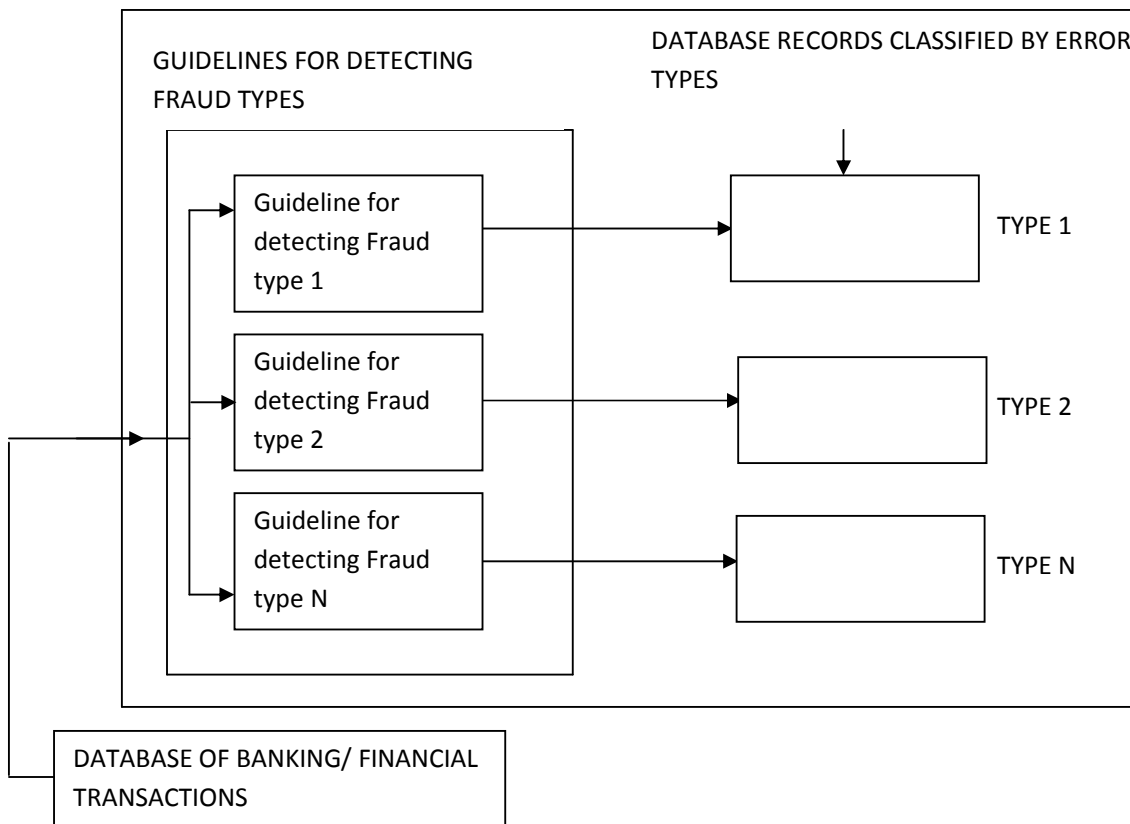 GUIDELINES FOR DETECTING
FRAUD TYPES
DATABASE RECORDS CLASSIFIED BY ERROR
TYPES
Guideline for
detecting Fraud
type 1
TYPE 1
Guideline for
detecting Fraud
type 2
TYPE 2
Guideline for
detecting Fraud
type N
TYPE N
DATABASE OF BANKING/ FINANCIAL
TRANSACTIONS